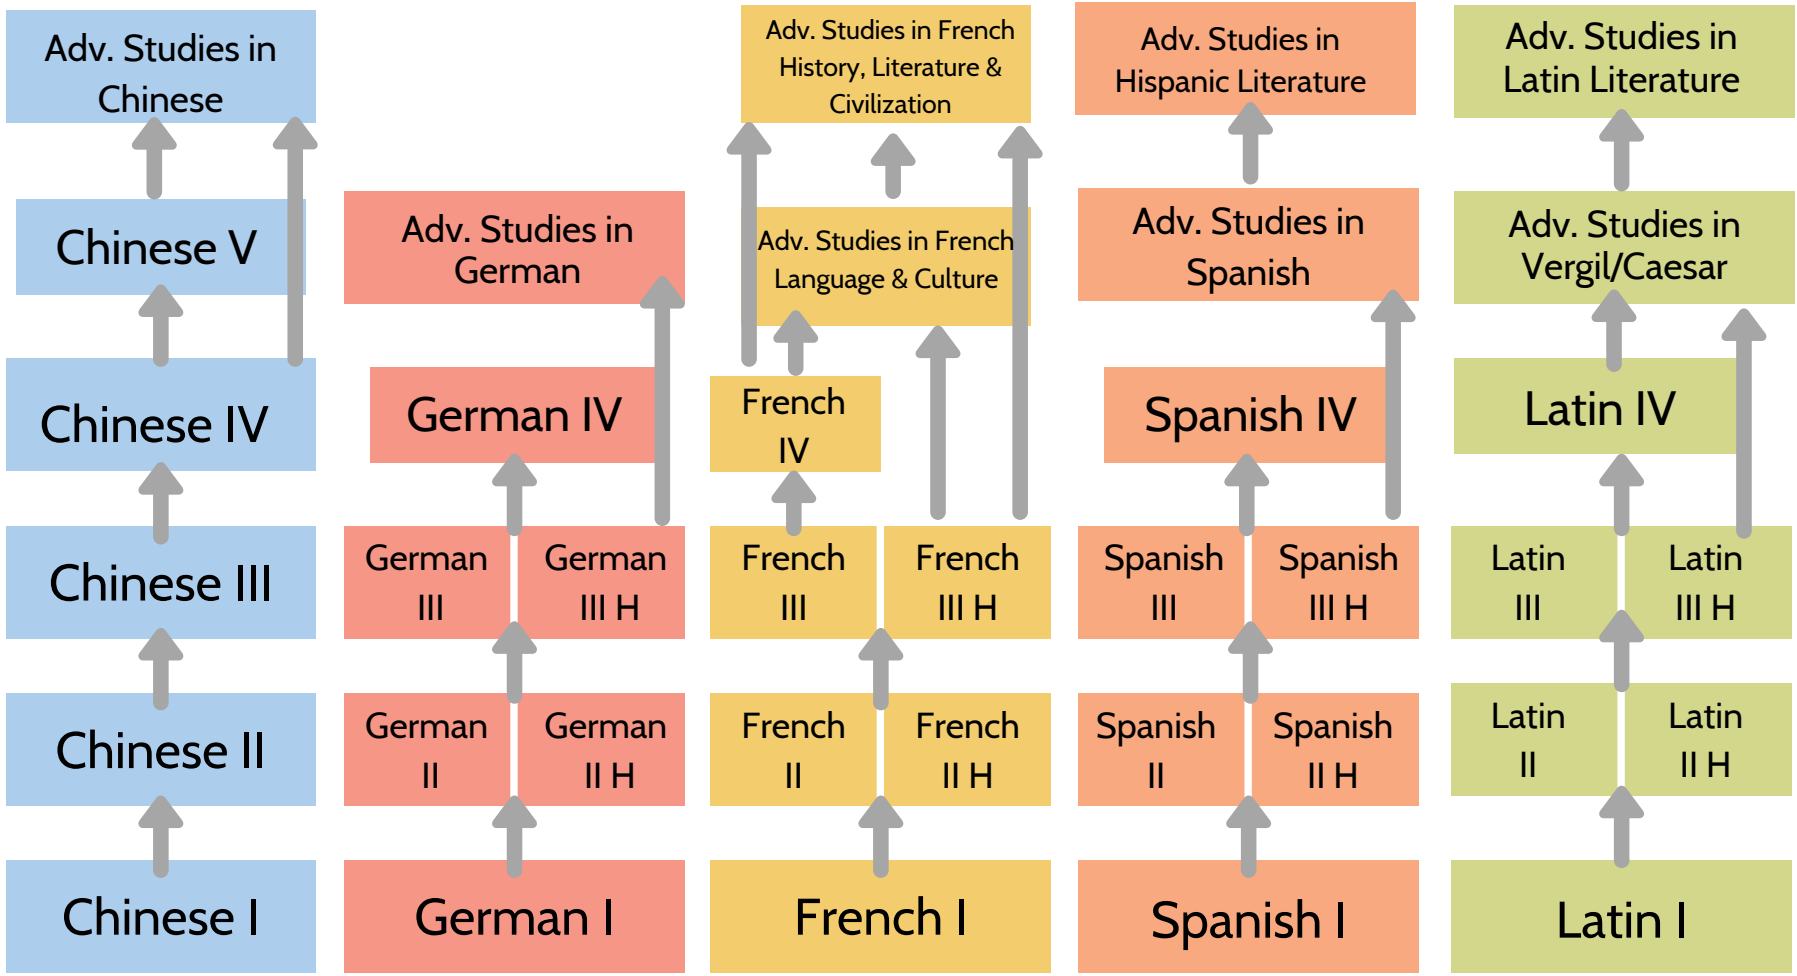 Adv. Studies in
Chinese
Chinese V
Chinese IV
Chinese III
Chinese II
Chinese I
Adv. Studies in
German
German IV
German
III
German
III H
German
II
German
II H
German I
Adv. Studies in French
History, Literature &
Civilization
Adv. Studies in French
Language & Culture
French
IV
French
III
French
III H
French
II
French
II H
French I
Adv. Studies in
Hispanic Literature
Adv. Studies in
Spanish
Spanish IV
Spanish
III
Spanish
III H
Spanish
II
Spanish
II H
Spanish I
Adv. Studies in
Latin Literature
Adv. Studies in
Vergil/Caesar
Latin IV
Latin
III
Latin
III H
Latin
II
Latin
II H
Latin I